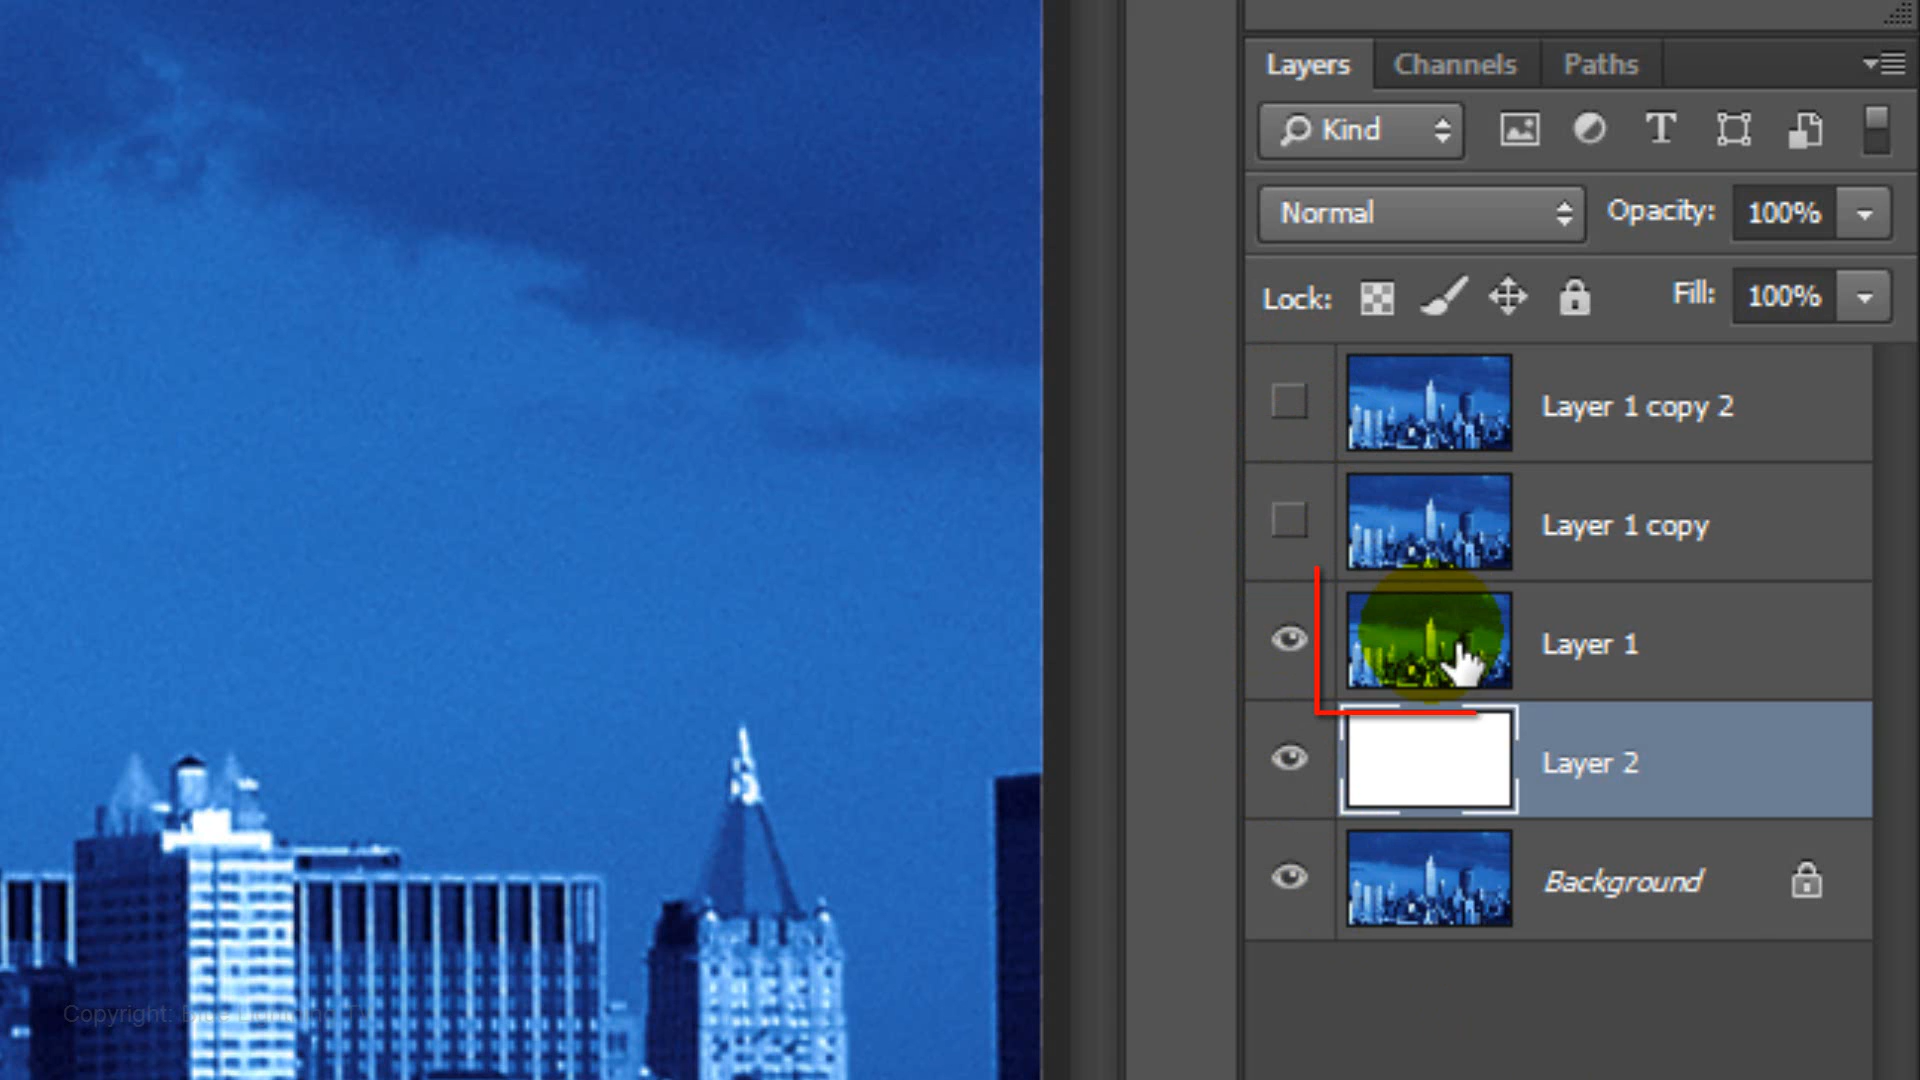 Layers Channels Paths
Kind T
Normal Opacity: 100%
Lock: Fill: 100%
Layer 1 copy 2
Layer 1 copy
Layer 1
Layer 2
Background
Copyright: